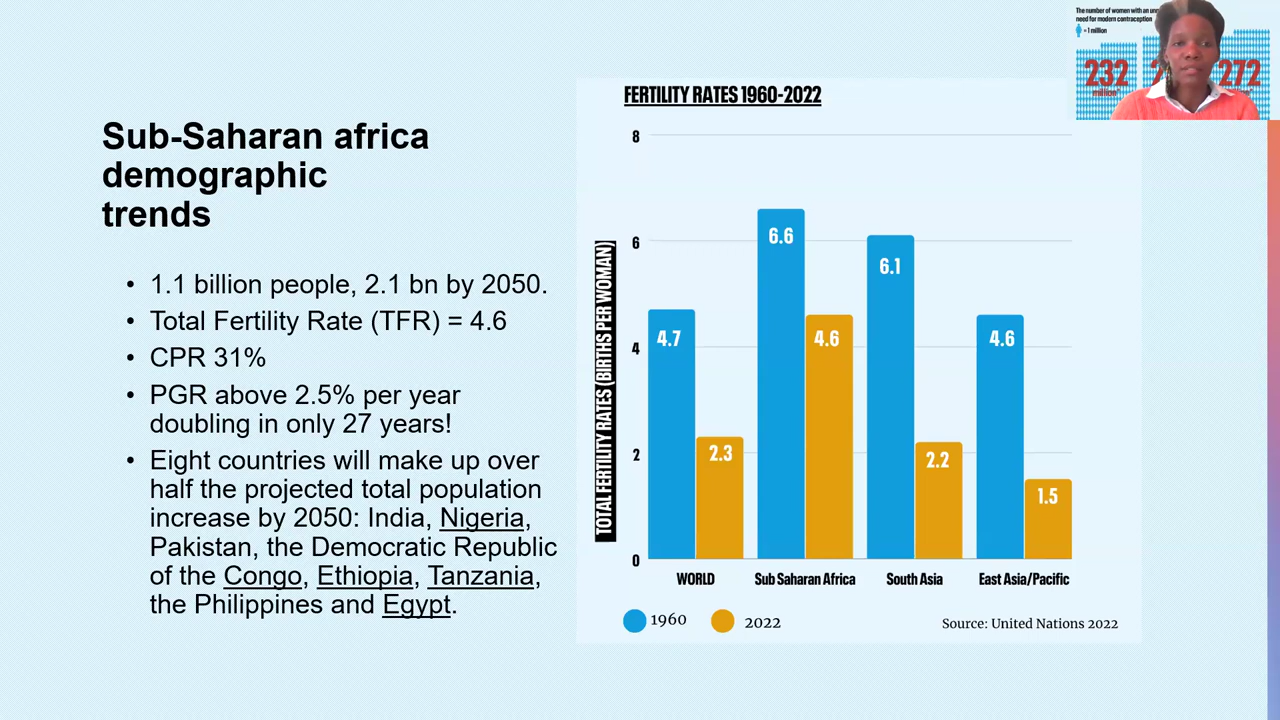 Sub-Saharan africa
demographic
trends
• 1.1 billion people, 2.1 bn by 2050.
• Total Fertility Rate (TFR) = 4.6
• CPR 31%
• PGR above 2.5% per year
doubling in only 27 years!
• Eight countries will make up over
half the projected total population
increase by 2050: India, Nigeria,
Pakistan, the Democratic Republic
of the Congo, Ethiopia, Tanzania,
the Philippines and Egypt.
FERTILITY RATES 1960-2022
TOTAL FERTILITY RATES (BIRTHS PER WOMAN)
8
6
4
2
0
4.7
2.3
6.6
4.6
6.1
2.2
4.6
1.5
WORLD
Sub Saharan Africa
South Asia
East Asia/Pacific
1960
2022
Source: United Nations 2022
The number of women with an
need for modern contraception
= 1 million
232
million
272